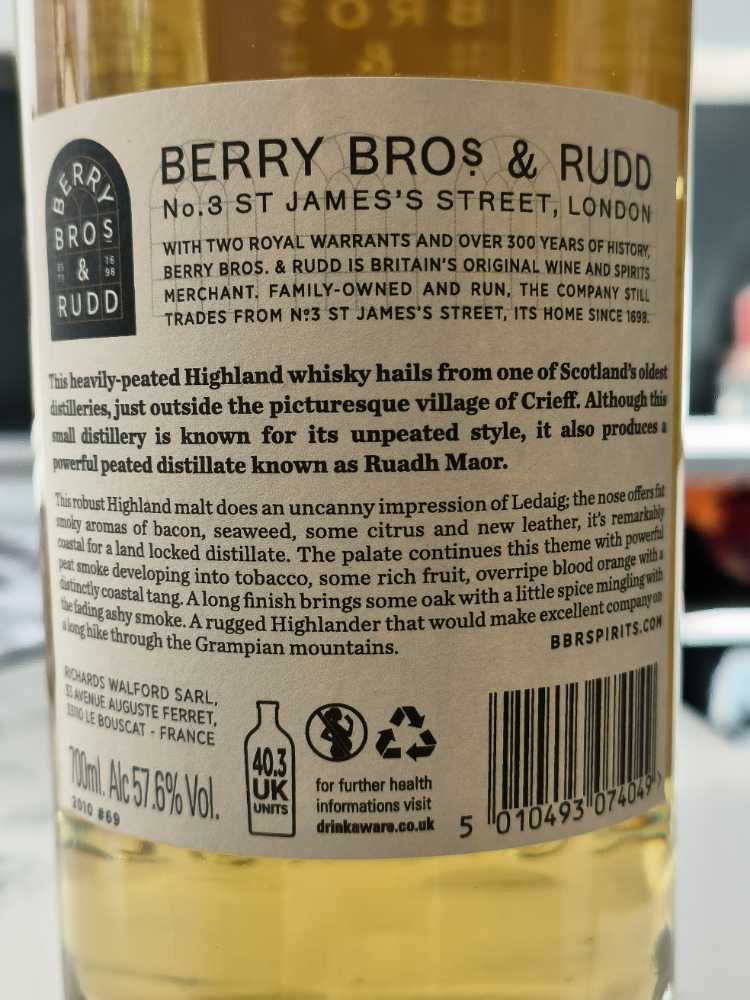 BERRY
BROS
&
16
98
RUDD
BERRY BROS & RUDD
No.3 ST JAMES'S STREET, LONDON
WITH TWO ROYAL WARRANTS AND OVER 300 YEARS OF HISTORY,
BERRY BROS. & RUDD IS BRITAIN'S ORIGINAL WINE AND SPIRITS
MERCHANT. FAMILY-OWNED AND RUN, THE COMPANY STILL
TRADES FROM Nº3 ST JAMES'S STREET, ITS HOME SINCE 1698.
This heavily-peated Highland whisky hails from one of Scotland's oldest
distilleries, just outside the picturesque village of Crieff. Although this
small distillery is known for its unpeated style, it also produces a
powerful peated distillate known as Ruadh Maor.
This robust Highland malt does an uncanny impression of Ledaig; the nose offers fat
smoky aromas of bacon, seaweed, some citrus and new leather, it's remarkably
coastal for a land locked distillate. The palate continues this theme with powerful
peat smoke developing into tobacco, some rich fruit, overripe blood orange with a
distinctly coastal tang. A long finish brings some oak with a little spice mingling with
the fading ashy smoke. A rugged Highlander that would make excellent company on
a long hike through the Grampian mountains.
BBRSPIRITS.COM
RICHARDS WALFORD SARL,
AVENUE AUGUSTE FERRET,
LE BOUSCAT - FRANCE
700ml. Alc 57.6% Vol.
2010 #69
40.3
UK
UNITS
for further health
informations visit
drinkaware.co.uk
5 010493 074049 >